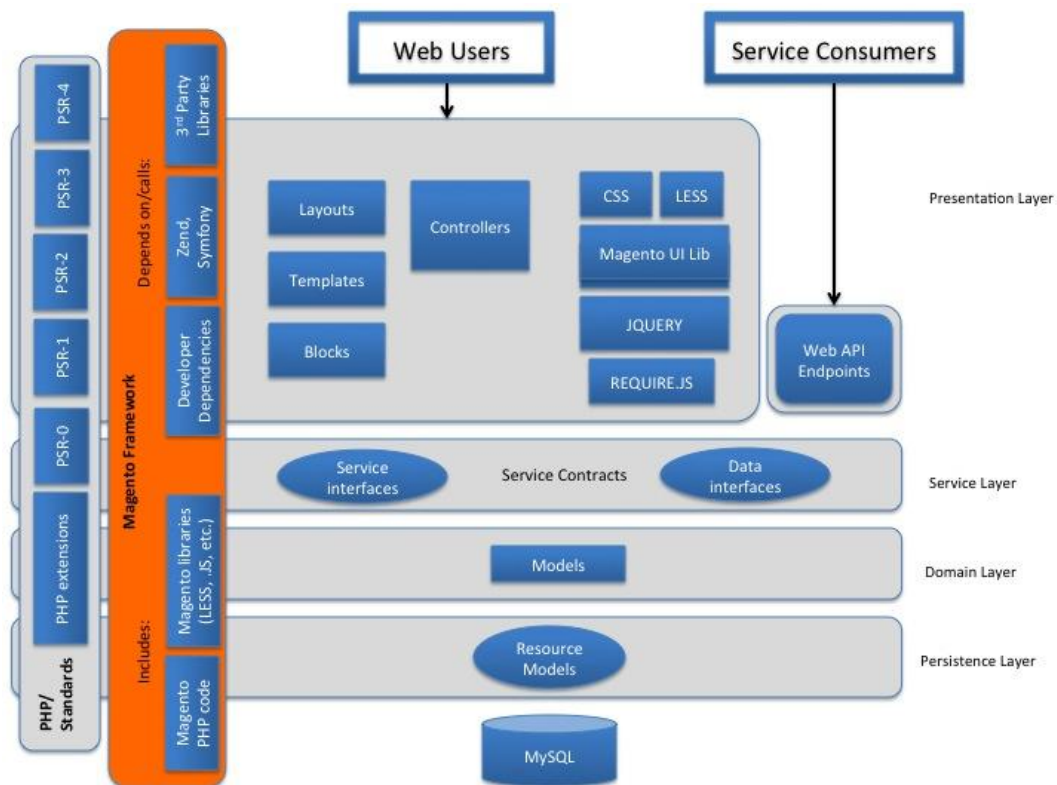 Web Users
Service Consumers
PSR-4
PSR-3
PSR-2
PSR-1
PSR-0
PHP extensions
PHP/
Standards
Magento Framework
Depends on/calls:
3rd Party
Libraries
Zend,
Symfony
Developer
Dependencies
Includes:
Magento libraries
(LESS, .JS, etc.)
Magento
PHP code
Layouts
Templates
Blocks
Controllers
CSS
LESS
Magento UI Lib
JQUERY
REQUIRE.JS
Web API
Endpoints
Presentation Layer
Service
interfaces
Service Contracts
Data
interfaces
Service Layer
Models
Domain Layer
Resource
Models
Persistence Layer
MySQL